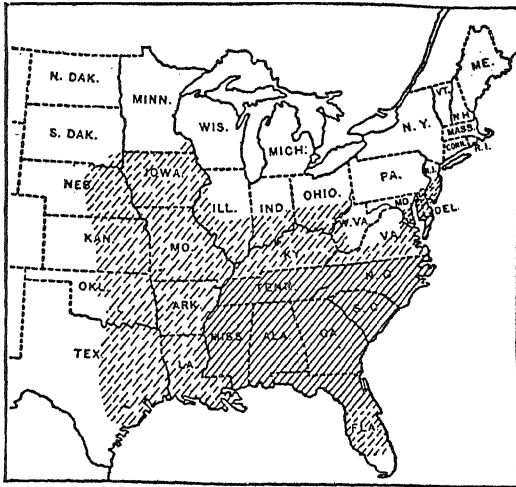 ME.
N. DAK.
MINN.
VT.
N.H.
WIS.
N. Y.
MASS.
S. DAK.
MICH.
CONN.
R.I.
NEB.
IOWA.
PA.
N.J.
ILL.
IND.
OHIO.
MD.
DEL.
W. VA.
VA.
KAN.
MO.
KY.
OKL.
TENN.
N.C.
ARK.
S.C.
TEX.
LA.
MISS.
ALA.
GA.
FLA.